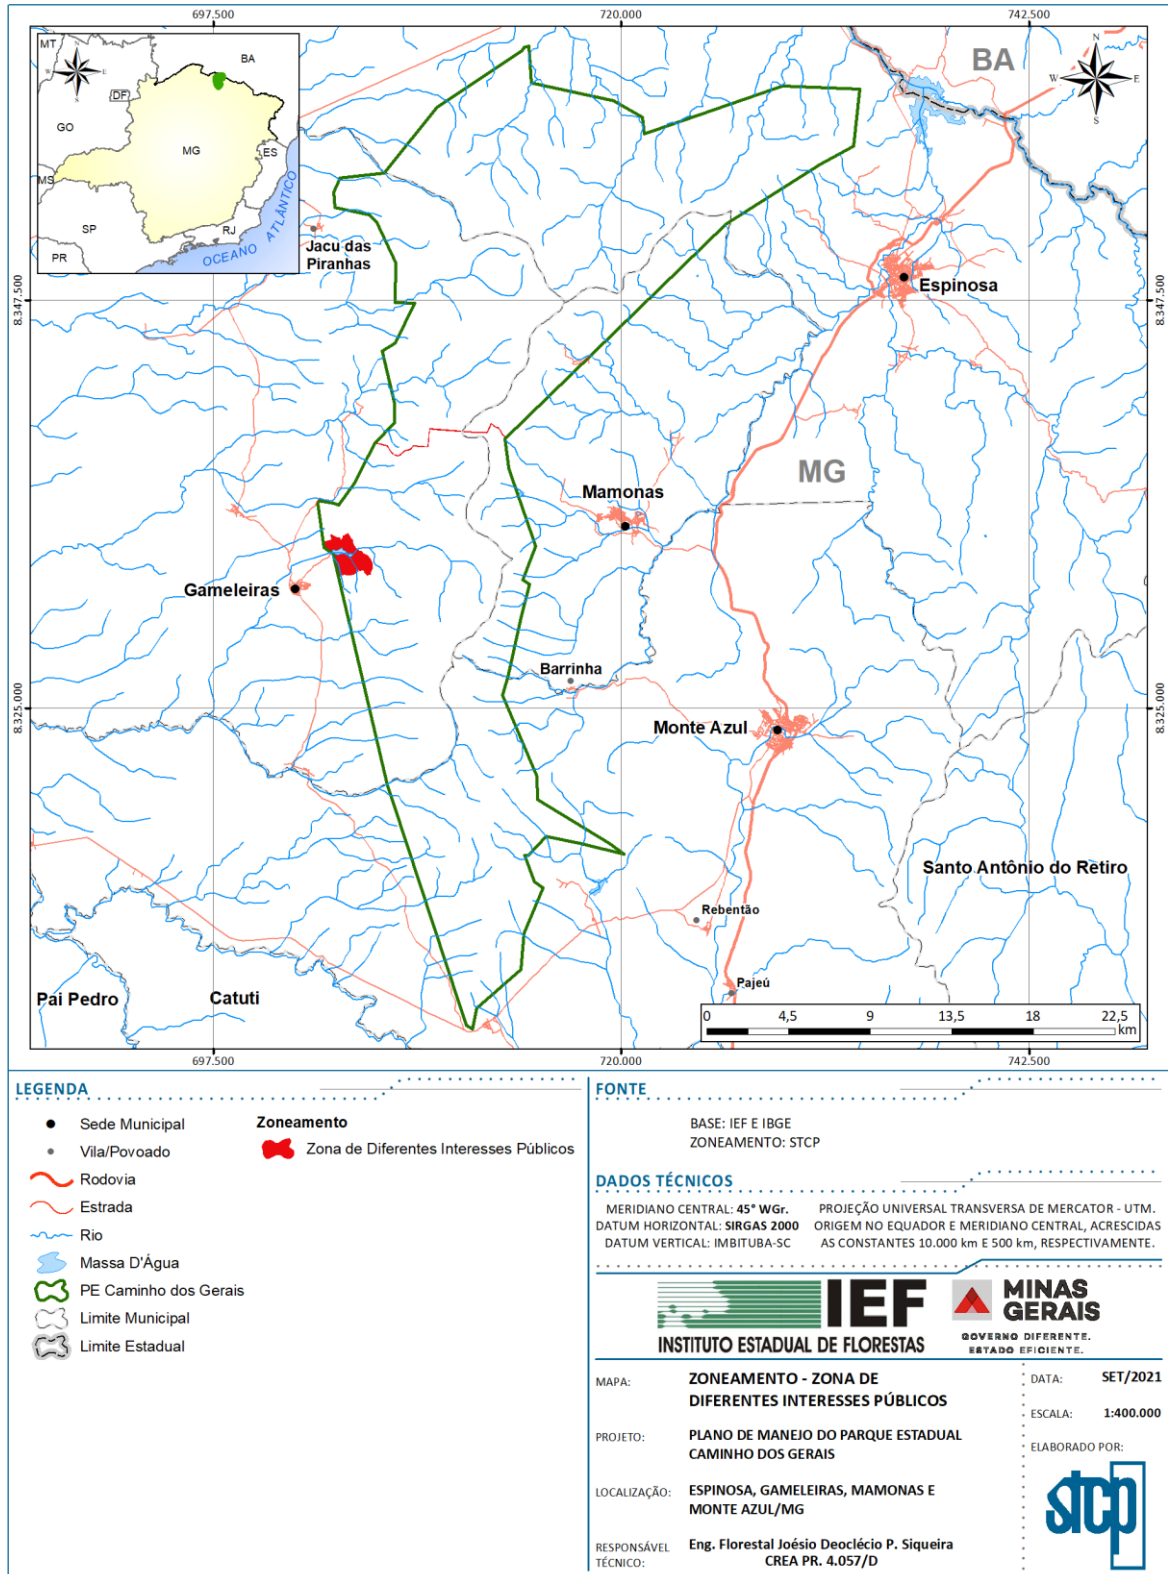 697.500
720.000
742.500
MT
N
W
E
S
BA
DF
GO
MG
ES
MS
SP
RJ
PR
OCEANO ATLÂNTICO
BA
N
W
E
S
Jacu das
Piranhas
Espinosa
8.347.500
8.347.500
MG
Mamonas
Gameleiras
Barrinha
8.325.000
8.325.000
Monte Azul
Santo Antônio do Retiro
Rebentão
Pajeú
Pai Pedro
Catuti
0
4,5
9
13,5
18
22,5
km
697.500
720.000
742.500
LEGENDA
Sede Municipal
Vila/Povoado
Rodovia
Estrada
Rio
Massa D'Água
PE Caminho dos Gerais
Limite Municipal
Limite Estadual
Zoneamento
Zona de Diferentes Interesses Públicos
FONTE
BASE: IEF E IBGE
ZONEAMENTO: STCP
DADOS TÉCNICOS
MERIDIANO CENTRAL: 45° WGr.
DATUM HORIZONTAL: SIRGAS 2000
DATUM VERTICAL: IMBITUBA-SC
PROJEÇÃO UNIVERSAL TRANSVERSA DE MERCATOR - UTM.
ORIGEM NO EQUADOR E MERIDIANO CENTRAL, ACRESCIDAS
AS CONSTANTES 10.000 km E 500 km, RESPECTIVAMENTE.
IEF
INSTITUTO ESTADUAL DE FLORESTAS
MINAS
GERAIS
GOVERNO DIFERENTE.
ESTADO EFICIENTE.
MAPA:
ZONEAMENTO - ZONA DE
DIFERENTES INTERESSES PÚBLICOS
PROJETO:
PLANO DE MANEJO DO PARQUE ESTADUAL
CAMINHO DOS GERAIS
LOCALIZAÇÃO:
ESPINOSA, GAMELEIRAS, MAMONAS E
MONTE AZUL/MG
RESPONSÁVEL
TÉCNICO:
Eng. Florestal Joésio Deoclécio P. Siqueira
CREA PR. 4.057/D
DATA:
SET/2021
ESCALA:
1:400.000
ELABORADO POR:
stcp